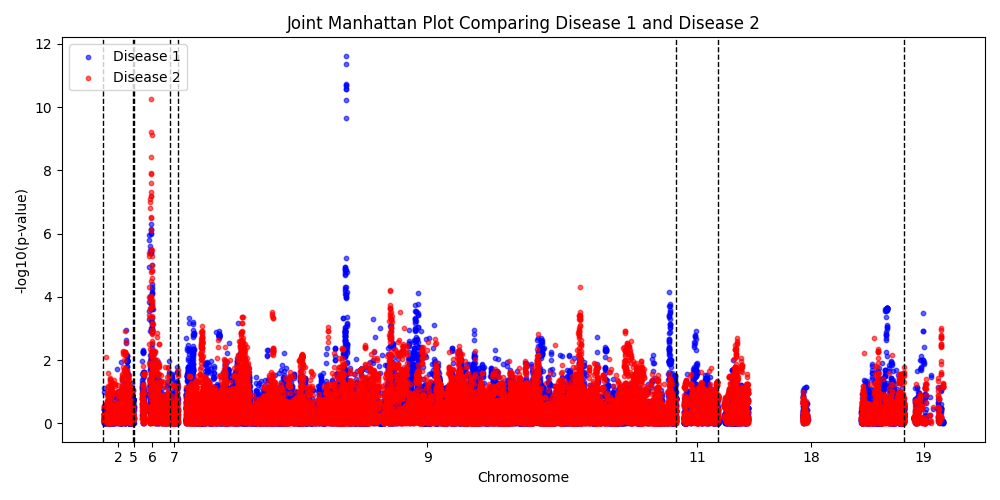 Joint Manhattan Plot Comparing Disease 1 and Disease 2
Disease 1
Disease 2
-log10(p-value)
12
10
8
6
4
2
0
2 5 6 7 9 11 18 19
Chromosome